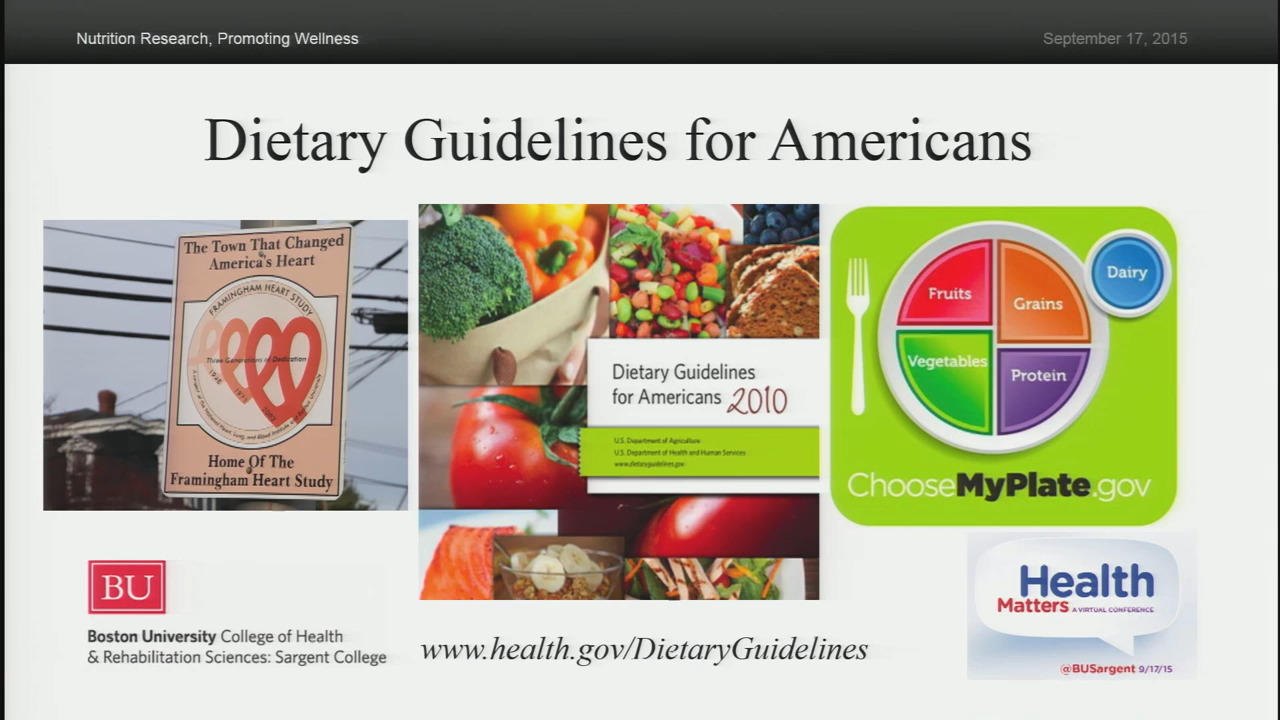 Nutrition Research, Promoting Wellness
September 17, 2015
Dietary Guidelines for Americans
The Town That Changed
America's Heart
FRAMINGHAM HEART STUDY
Three Generations of Dedication
1948
Home Of The
Framingham Heart Study
Dietary Guidelines
for Americans 2010
U.S. Department of Agriculture
U.S. Department of Health and Human Services
www.dietaryguidelines.gov
Fruits
Grains
Dairy
Vegetables
Protein
ChooseMyPlate.gov
BU
Boston University College of Health
& Rehabilitation Sciences: Sargent College
www.health.gov/DietaryGuidelines
Health
Matters A VIRTUAL CONFERENCE
@BUSargent 9/17/15